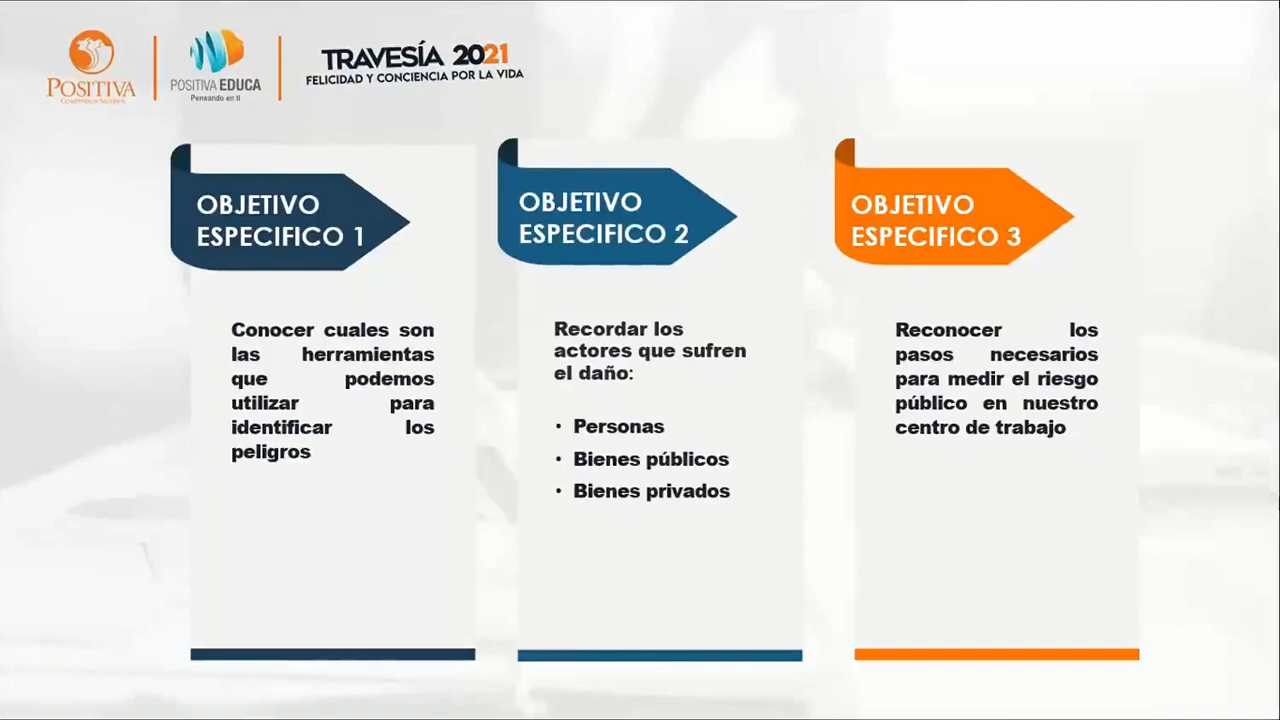 POSITIVA
COMPAÑÍA DE SEGUROS
POSITIVA EDUCA
Pensando en ti
TRAVESÍA 2021
FELICIDAD Y CONCIENCIA POR LA VIDA
OBJETIVO
ESPECIFICO 1
Conocer cuales son
las herramientas
que podemos
utilizar para
identificar los
peligros
OBJETIVO
ESPECIFICO 2
Recordar los
actores que sufren
el daño:
• Personas
• Bienes públicos
• Bienes privados
OBJETIVO
ESPECIFICO 3
Reconocer los
pasos necesarios
para medir el riesgo
público en nuestro
centro de trabajo